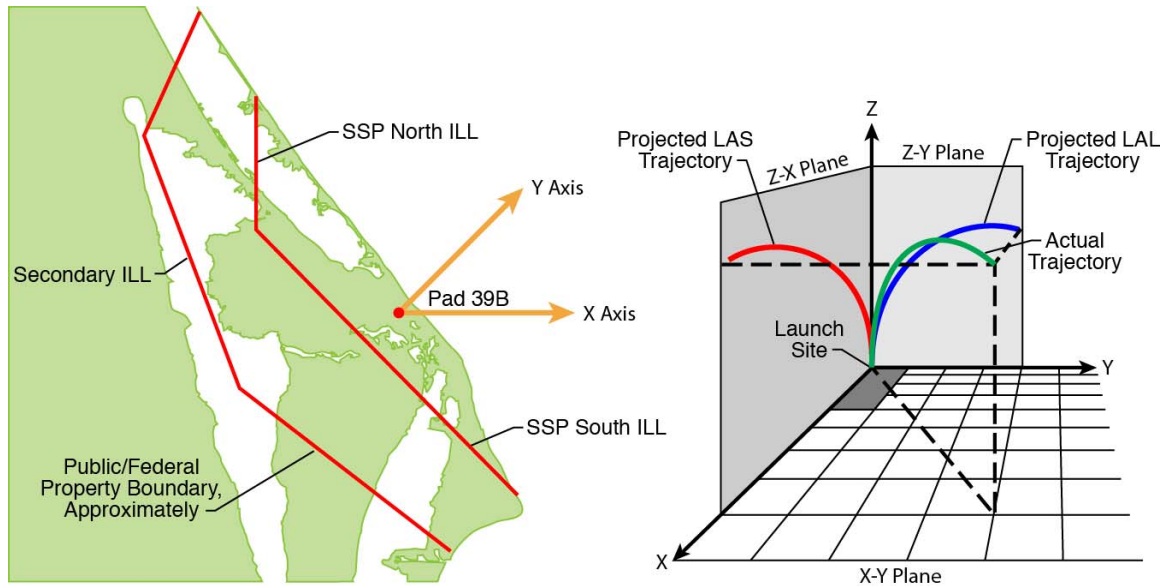 SSP North ILL
Y Axis
Secondary ILL
Pad 39B
X Axis
SSP South ILL
Public/Federal
Property Boundary,
Approximately
Z
Projected LAS
Trajectory
Z-X Plane
Z-Y Plane
Projected LAL
Trajectory
Actual
Trajectory
Launch
Site
Y
X
X-Y Plane